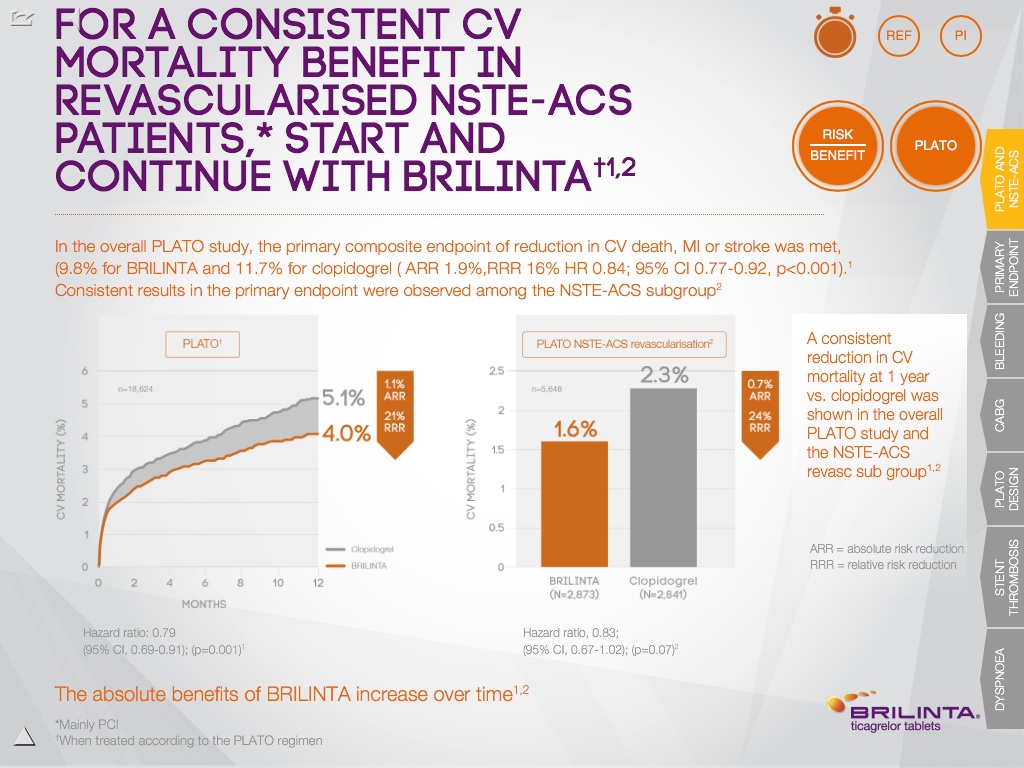 FOR A CONSISTENT CV
MORTALITY BENEFIT IN
REVASCULARISED NSTE-ACS
PATIENTS,* START AND
CONTINUE WITH BRILINTA†1,2
REF
PI
RISK
BENEFIT
PLATO
In the overall PLATO study, the primary composite endpoint of reduction in CV death, MI or stroke was met,
(9.8% for BRILINTA and 11.7% for clopidogrel ( ARR 1.9%,RRR 16% HR 0.84; 95% CI 0.77-0.92, p<0.001).1
Consistent results in the primary endpoint were observed among the NSTE-ACS subgroup2
PLATO1
n=18,624
CV MORTALITY (%)
6
5
4
3
2
1
0
0 2 4 6 8 10 12
MONTHS
5.1%
4.0%
1.1%
ARR
21%
RRR
Clopidogrel
BRILINTA
Hazard ratio: 0.79
(95% CI, 0.69-0.91); (p=0.001)1
PLATO NSTE-ACS revascularisation2
n=5,648
CV MORTALITY (%)
2.5
2
1.5
1
0.5
0
1.6%
2.3%
BRILINTA
(N=2,873)
Clopidogrel
(N=2,841)
0.7%
ARR
24%
RRR
Hazard ratio, 0.83;
(95% CI, 0.67-1.02); (p=0.07)2
A consistent
reduction in CV
mortality at 1 year
vs. clopidogrel was
shown in the overall
PLATO study and
the NSTE-ACS
revasc sub group1,2
ARR = absolute risk reduction
RRR = relative risk reduction
The absolute benefits of BRILINTA increase over time1,2
*Mainly PCI
†When treated according to the PLATO regimen
BRILINTA®
ticagrelor tablets
PLATO AND
NSTE-ACS
PRIMARY
ENDPOINT
BLEEDING
CABG
PLATO
DESIGN
STENT
THROMBOSIS
DYSPNOEA